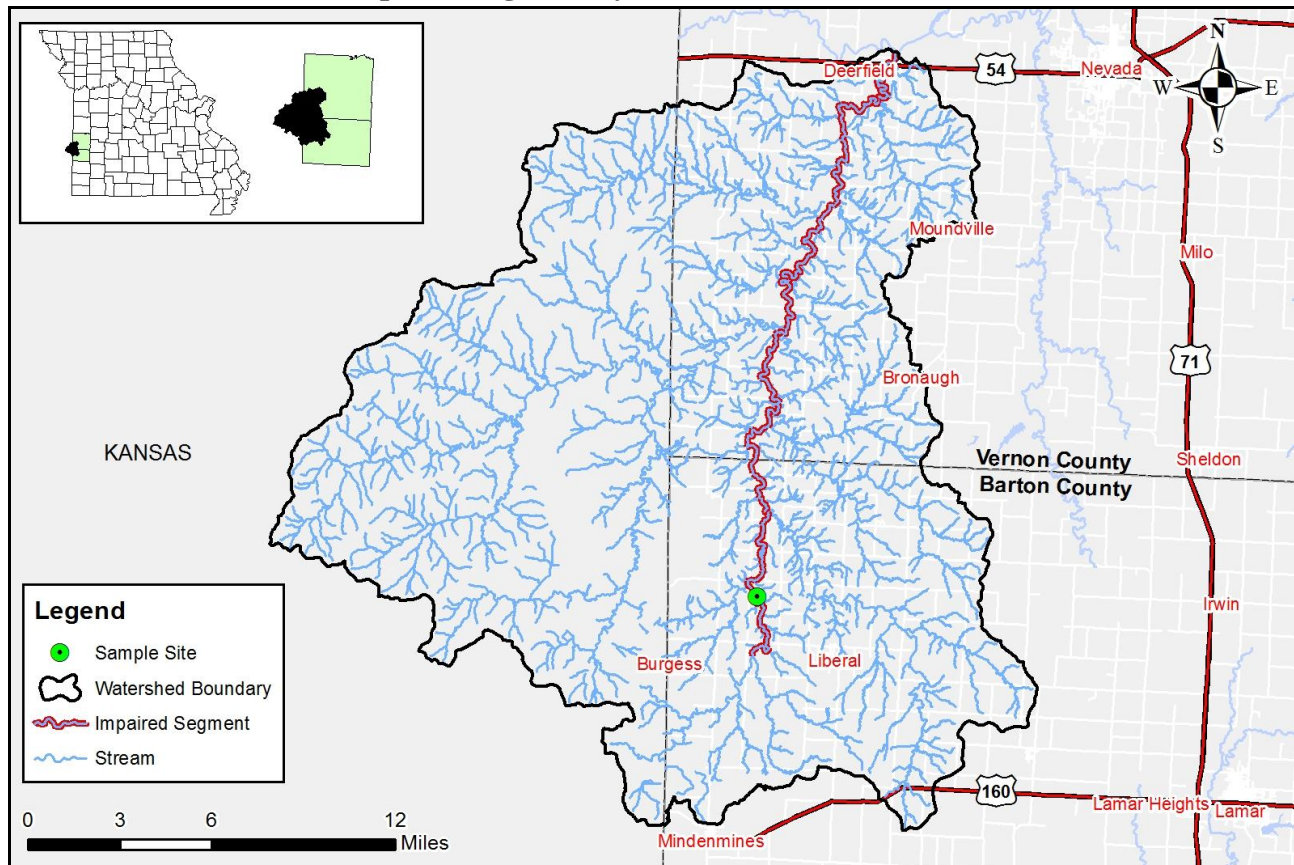 N
Deerfield
54
Nevada
W
E
S
Moundville
Milo
71
Bronaugh
KANSAS
Vernon County
Sheldon
Barton County
Legend
Sample Site
Watershed Boundary
Impaired Segment
Stream
Irwin
Burgess
Liberal
160
0 3 6 12
Miles
Lamar Heights
Lamar
Mindenmines